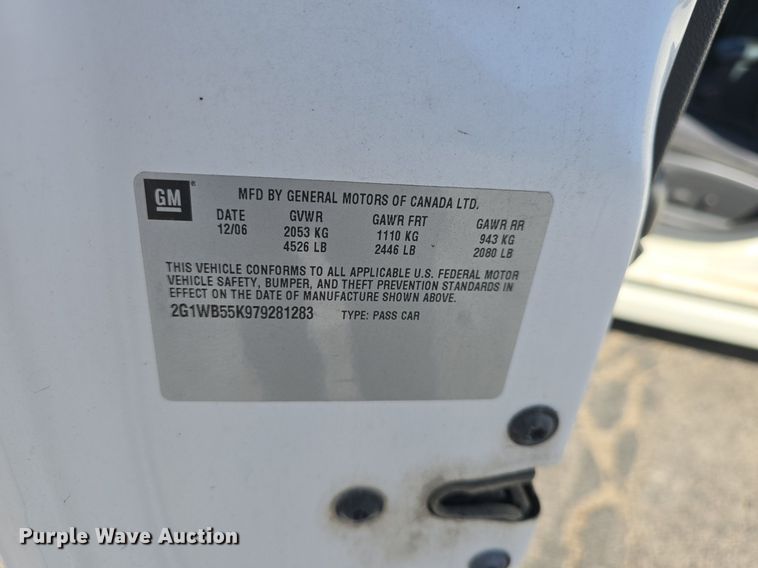 GM ® MFD BY GENERAL MOTORS OF CANADA LTD.
DATE GVWR GAWR FRT GAWR RR
12/06 2053 KG 1110 KG 943 KG
4526 LB 2446 LB 2080 LB
THIS VEHICLE CONFORMS TO ALL APPLICABLE U.S. FEDERAL MOTOR
VEHICLE SAFETY, BUMPER, AND THEFT PREVENTION STANDARDS IN
EFFECT ON THE DATE OF MANUFACTURE SHOWN ABOVE.
2G1WB55K979281283 TYPE: PASS CAR
Purple Wave Auction